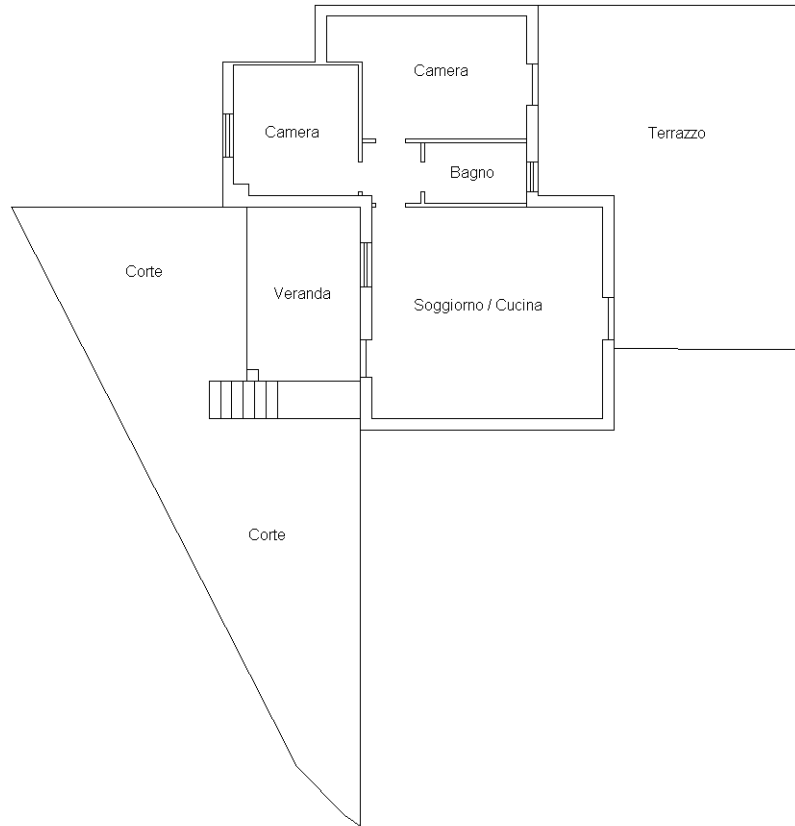 Camera
Camera
Terrazzo
Bagno
Corte
Veranda
Soggiorno / Cucina
Corte